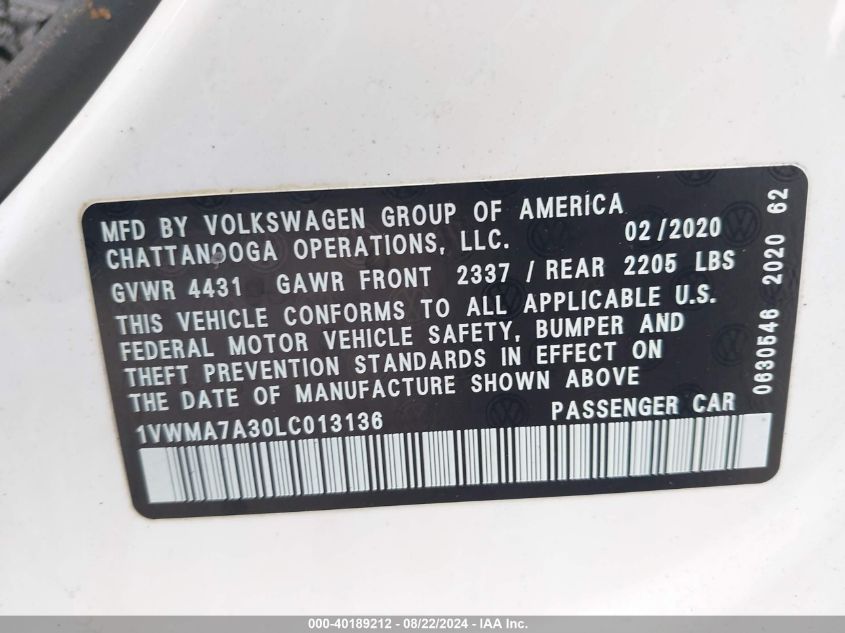 MFD BY VOLKSWAGEN GROUP OF AMERICA
CHATTANOOGA OPERATIONS, LLC. 02/2020
GVWR 4431 GAWR FRONT 2337 / REAR 2205 LBS
THIS VEHICLE CONFORMS TO ALL APPLICABLE U.S.
FEDERAL MOTOR VEHICLE SAFETY, BUMPER AND
THEFT PREVENTION STANDARDS IN EFFECT ON
THE DATE OF MANUFACTURE SHOWN ABOVE
1VWMA7A30LC013136 PASSENGER CAR
0630546 2020 62
000-40189212 - 08/22/2024 - IAAI.com